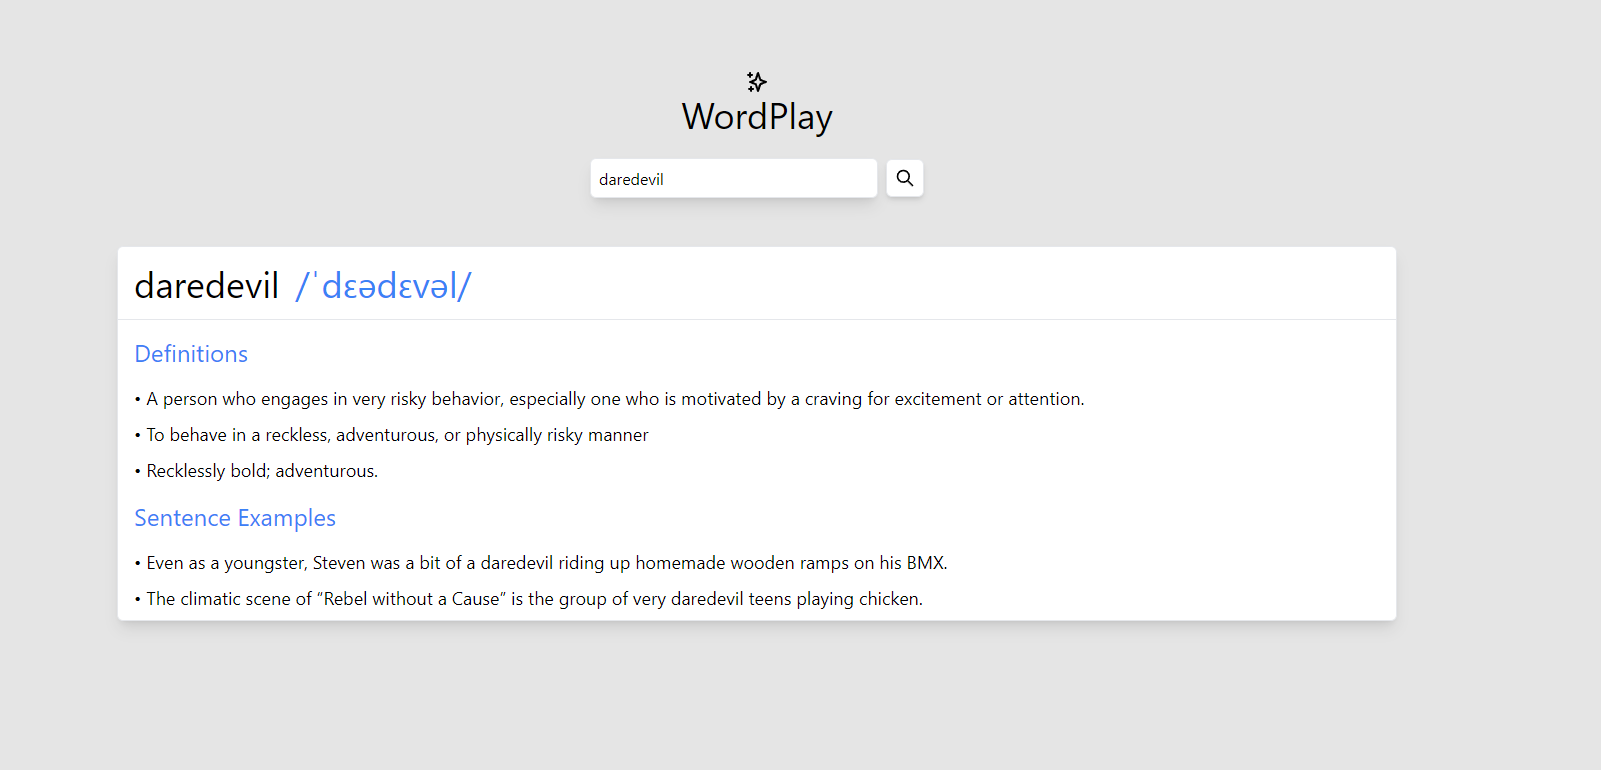 WordPlay
daredevil
daredevil /ˈdɛədɛvəl/
Definitions
• A person who engages in very risky behavior, especially one who is motivated by a craving for excitement or attention.
• To behave in a reckless, adventurous, or physically risky manner
• Recklessly bold; adventurous.
Sentence Examples
• Even as a youngster, Steven was a bit of a daredevil riding up homemade wooden ramps on his BMX.
• The climatic scene of “Rebel without a Cause” is the group of very daredevil teens playing chicken.